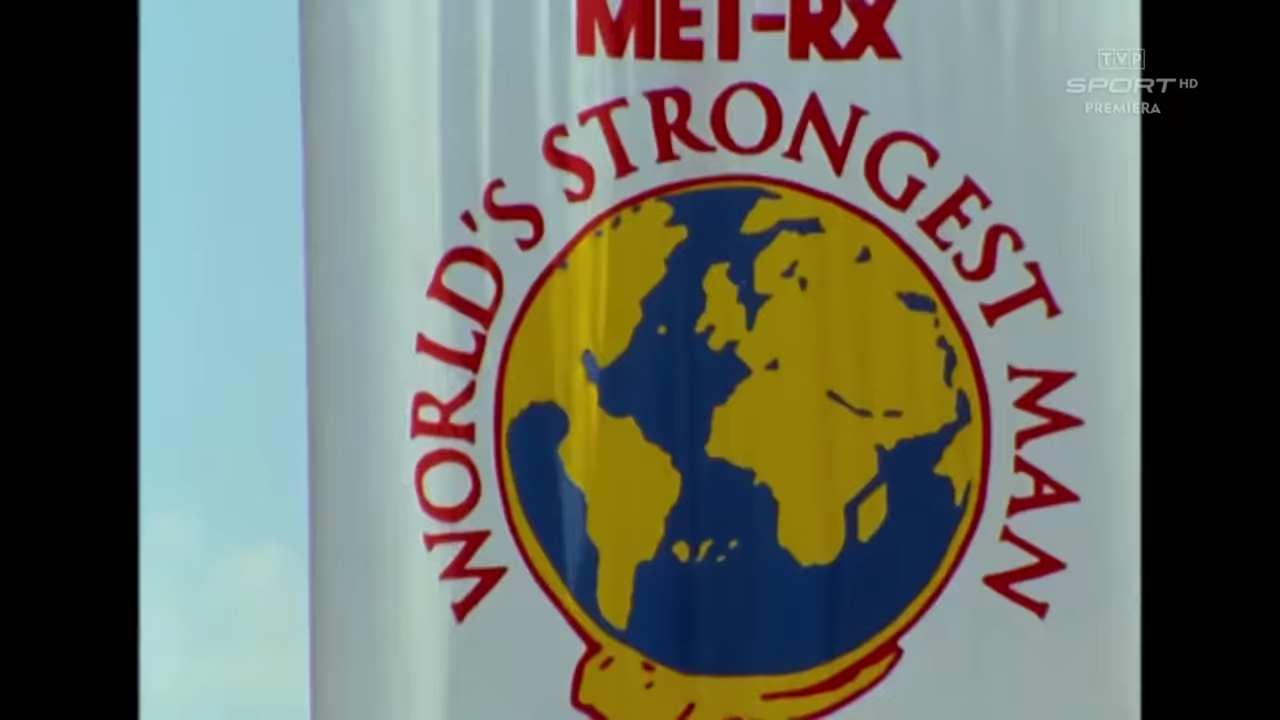 MET-RX
WORLD'S STRONGEST MAN
TVP
SPORT HD
PREMIERA